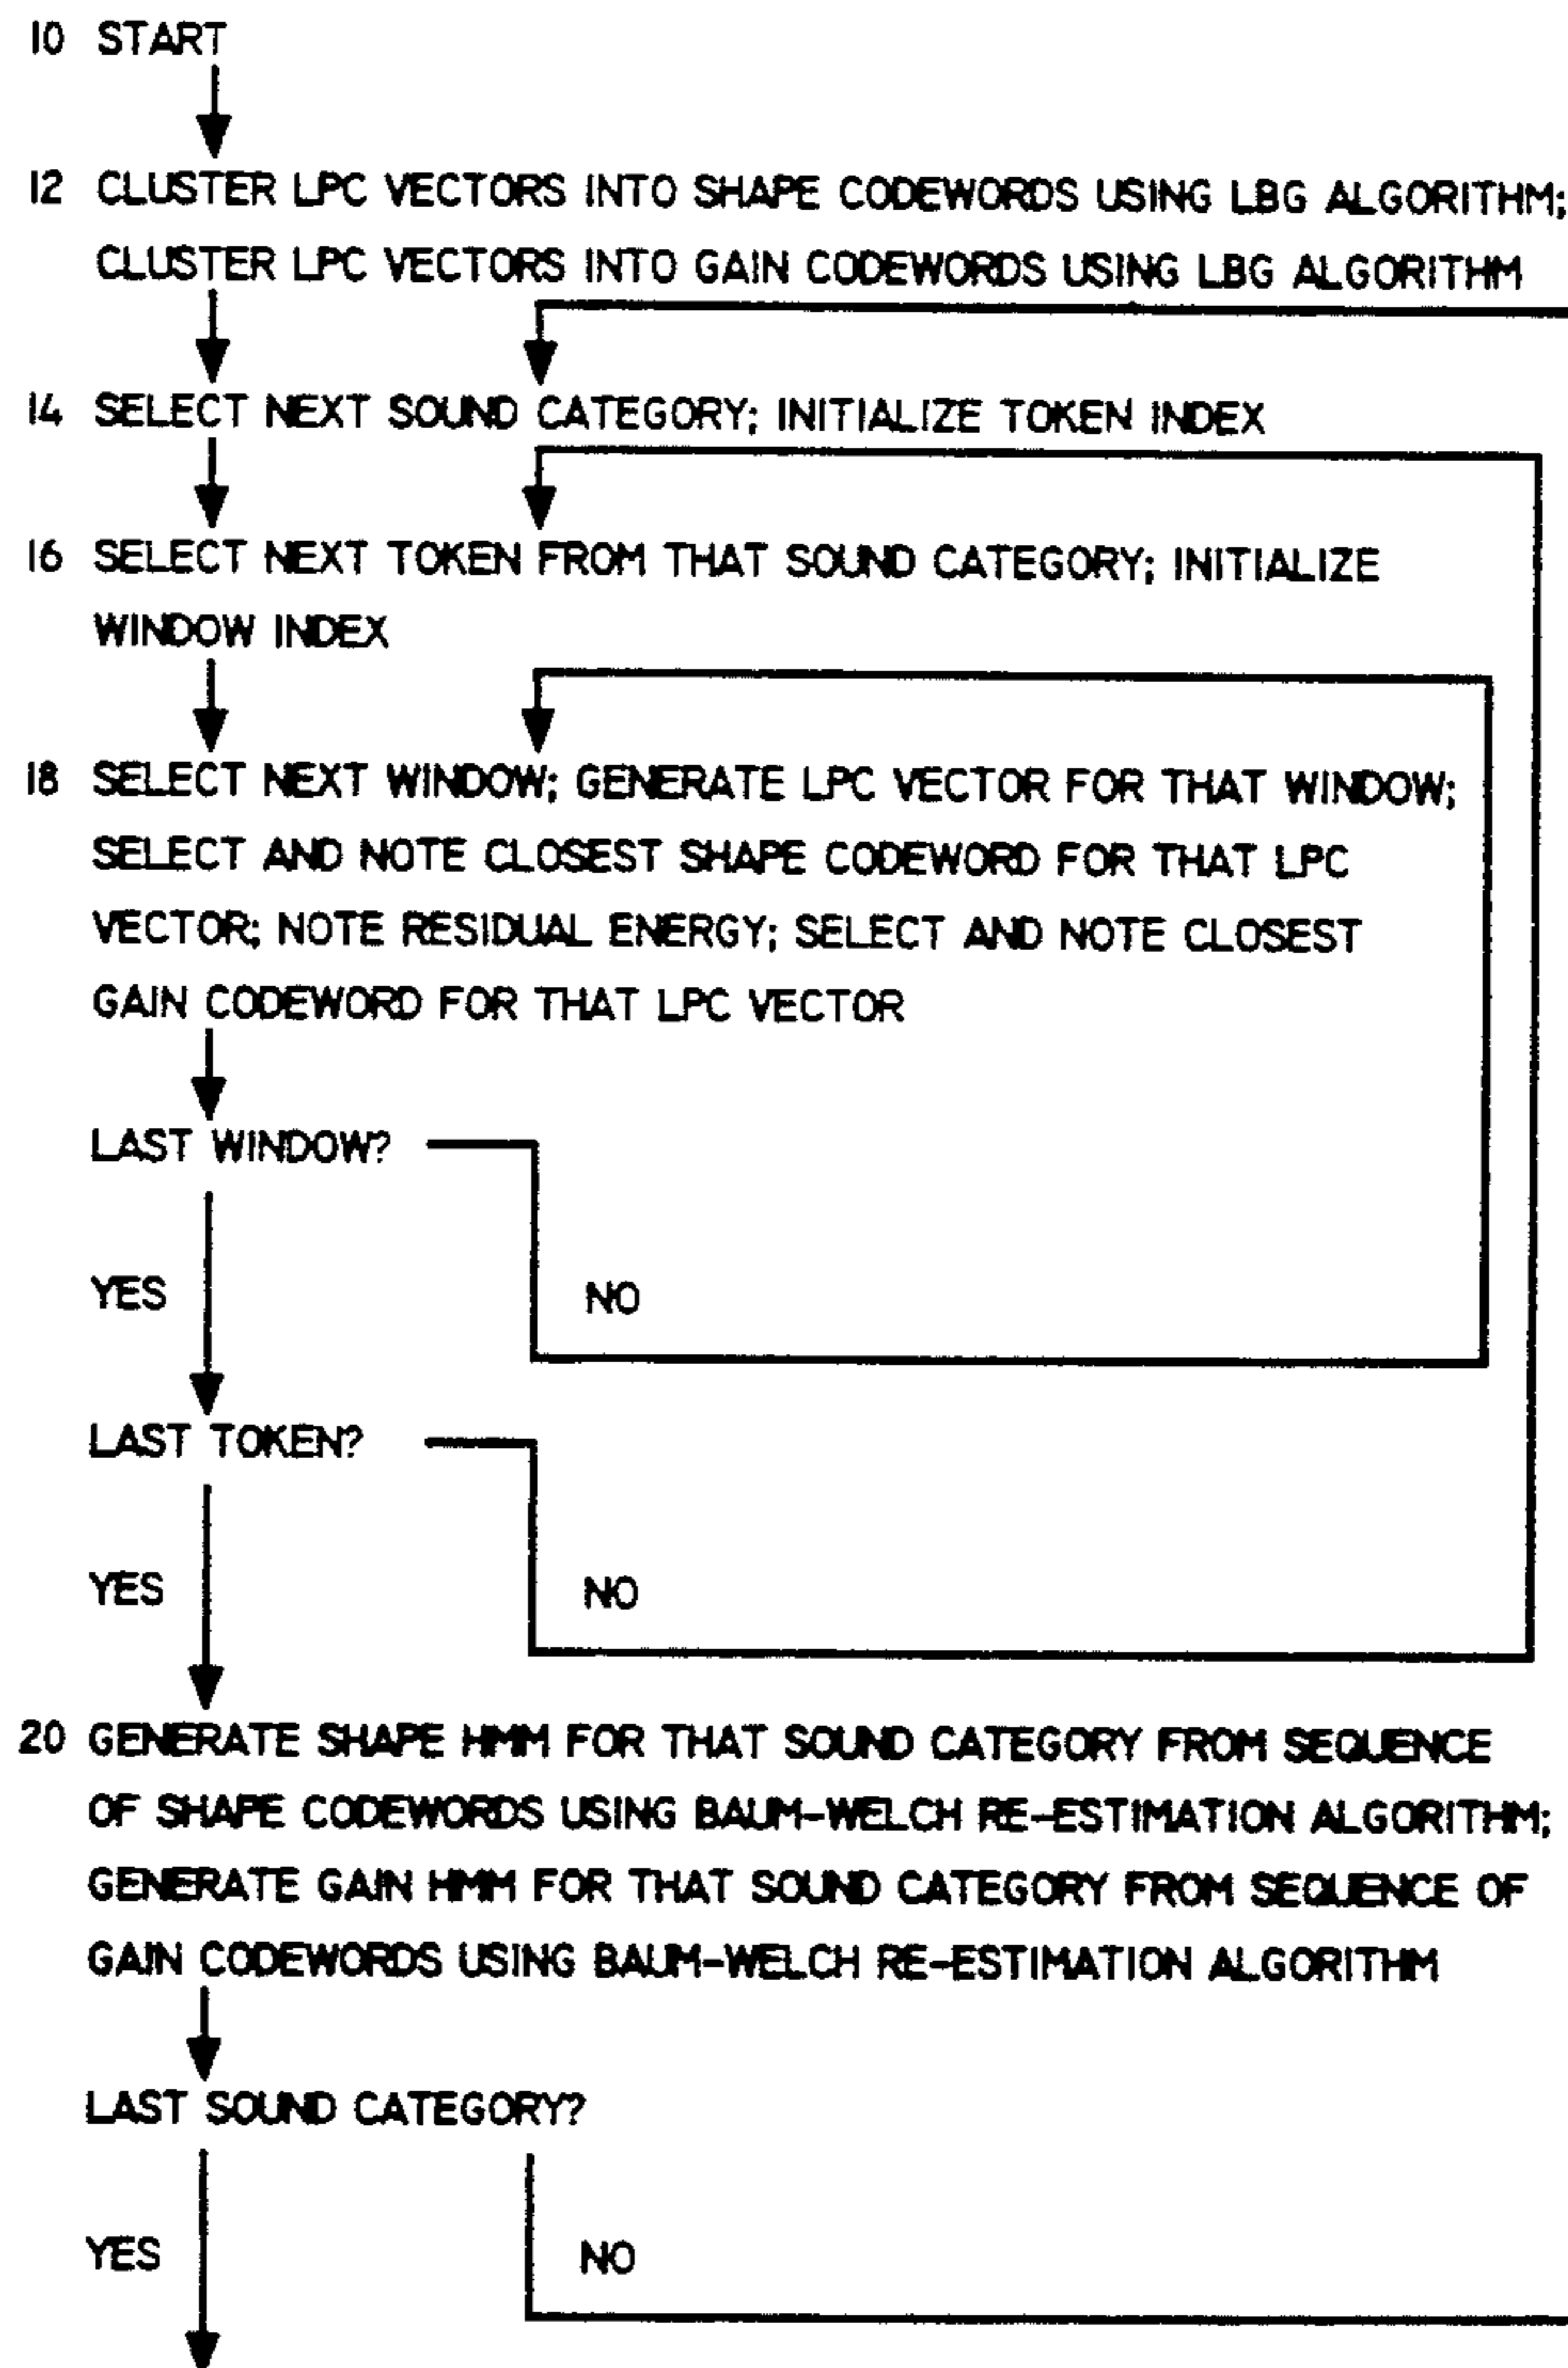 10 START
12 CLUSTER LPC VECTORS INTO SHAPE CODEWORDS USING LBG ALGORITHM;
CLUSTER LPC VECTORS INTO GAIN CODEWORDS USING LBG ALGORITHM
14 SELECT NEXT SOUND CATEGORY; INITIALIZE TOKEN INDEX
16 SELECT NEXT TOKEN FROM THAT SOUND CATEGORY; INITIALIZE
WINDOW INDEX
18 SELECT NEXT WINDOW; GENERATE LPC VECTOR FOR THAT WINDOW;
SELECT AND NOTE CLOSEST SHAPE CODEWORD FOR THAT LPC
VECTOR; NOTE RESIDUAL ENERGY; SELECT AND NOTE CLOSEST
GAIN CODEWORD FOR THAT LPC VECTOR
LAST WINDOW?
YES NO
LAST TOKEN?
YES NO
20 GENERATE SHAPE HMM FOR THAT SOUND CATEGORY FROM SEQUENCE
OF SHAPE CODEWORDS USING BAUM-WELCH RE-ESTIMATION ALGORITHM;
GENERATE GAIN HMM FOR THAT SOUND CATEGORY FROM SEQUENCE OF
GAIN CODEWORDS USING BAUM-WELCH RE-ESTIMATION ALGORITHM
LAST SOUND CATEGORY?
YES NO